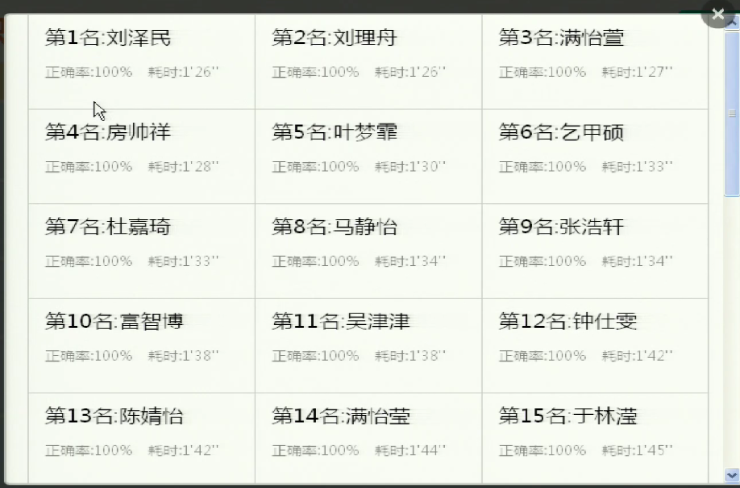 第1名:刘泽民 第2名:刘理舟 第3名:满怡萱
正确率:100% 耗时:1'26'' 正确率:100% 耗时:1'26'' 正确率:100% 耗时:1'27''
第4名:房帅祥 第5名:叶梦霏 第6名:乞甲硕
正确率:100% 耗时:1'28'' 正确率:100% 耗时:1'30'' 正确率:100% 耗时:1'33''
第7名:杜嘉琦 第8名:马静怡 第9名:张浩轩
正确率:100% 耗时:1'33'' 正确率:100% 耗时:1'34'' 正确率:100% 耗时:1'34''
第10名:富智博 第11名:吴津津 第12名:钟仕雯
正确率:100% 耗时:1'38'' 正确率:100% 耗时:1'38'' 正确率:100% 耗时:1'42''
第13名:陈婧怡 第14名:满怡莹 第15名:于林滢
正确率:100% 耗时:1'42'' 正确率:100% 耗时:1'44'' 正确率:100% 耗时:1'45''